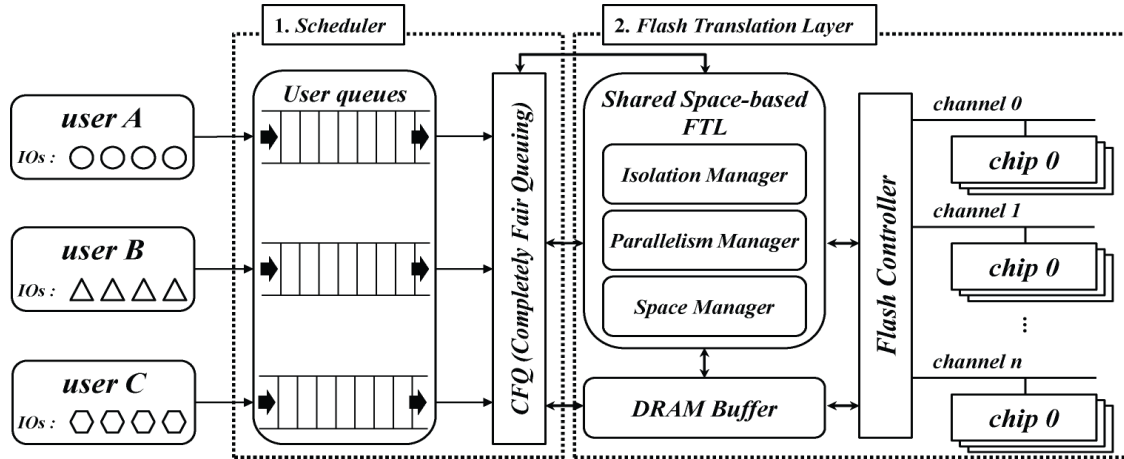 1. Scheduler
2. Flash Translation Layer
user A
IOs :
user B
IOs :
user C
IOs :
User queues
CFQ (Completely Fair Queuing)
Shared Space-based
FTL
Isolation Manager
Parallelism Manager
Space Manager
DRAM Buffer
Flash Controller
channel 0
chip 0
channel 1
chip 0
...
channel n
chip 0